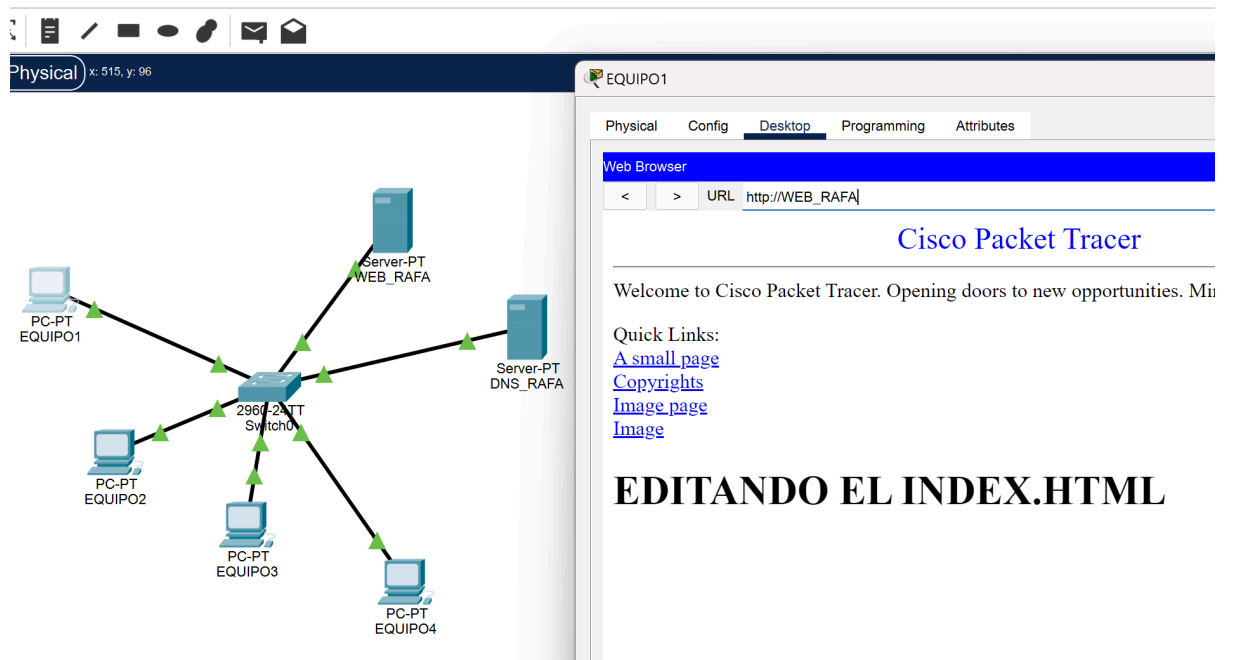 Physical
x: 515, y: 96
Server-PT
WEB_RAFA
PC-PT
EQUIPO1
Server-PT
DNS_RAFA
2960-24TT
Switch0
PC-PT
EQUIPO2
PC-PT
EQUIPO3
PC-PT
EQUIPO4
EQUIPO1
Physical Config Desktop Programming Attributes
Web Browser
< > URL http://WEB_RAFA
Cisco Packet Tracer
Welcome to Cisco Packet Tracer. Opening doors to new opportunities.
Quick Links:
A small page
Copyrights
Image page
Image
EDITANDO EL INDEX.HTML